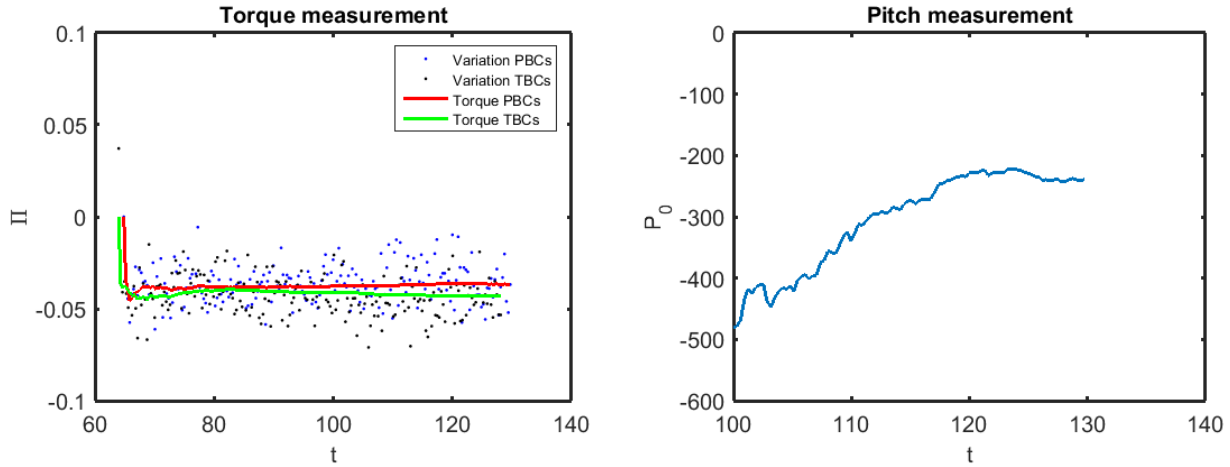 Torque measurement
0.1
0.05
0
-0.05
-0.1
Π
60
80
100
120
140
t
Variation PBCs
Variation TBCs
Torque PBCs
Torque TBCs
Pitch measurement
0
-100
-200
-300
-400
-500
-600
P_0
100
110
120
130
140
t